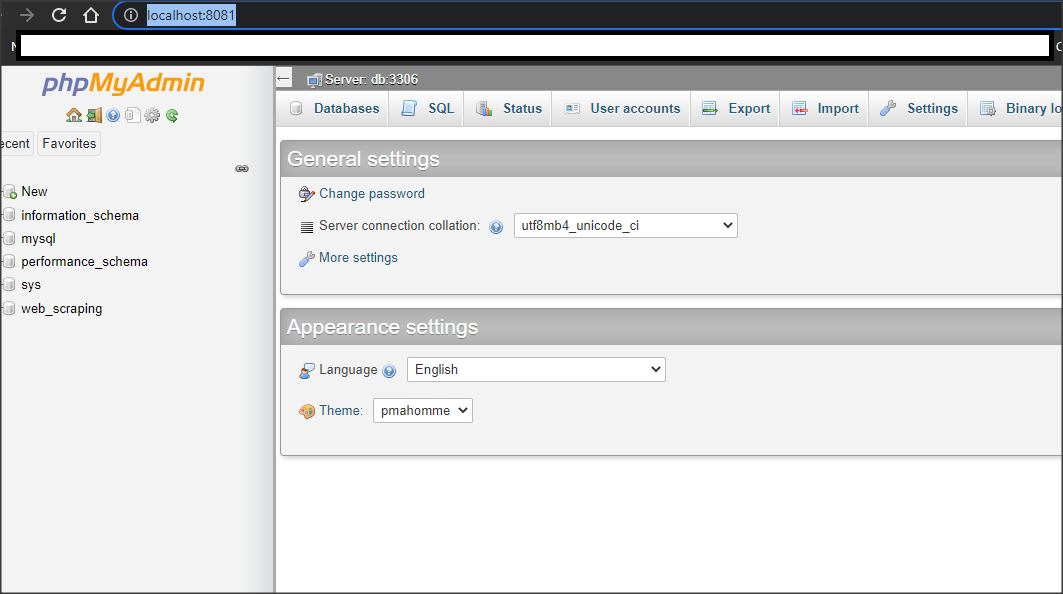 localhost:8081
phpMyAdmin
Server: db:3306
Databases SQL Status User accounts Export Import Settings Binary lo
ecent Favorites
New
information_schema
mysql
performance_schema
sys
web_scraping
General settings
Change password
Server connection collation: utf8mb4_unicode_ci
More settings
Appearance settings
Language English
Theme: pmahomme